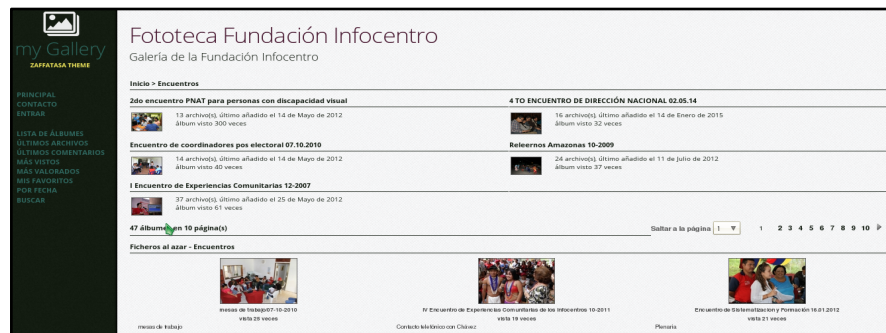 my Gallery
ZAFFATASA THEME
PRINCIPAL
CONTACTO
ENTRAR
LISTA DE ÁLBUMES
ÚLTIMOS ARCHIVOS
ÚLTIMOS COMENTARIOS
MÁS VISTOS
MÁS VALORADOS
MIS FAVORITOS
POR FECHA
BUSCAR
Fototeca Fundación Infocentro
Galería de la Fundación Infocentro
Inicio > Encuentros
2do encuentro PNAT para personas con discapacidad visual
13 archivo(s), último añadido el 14 de Mayo de 2012
álbum visto 300 veces
4 TO ENCUENTRO DE DIRECCIÓN NACIONAL 02.05.14
16 archivo(s), último añadido el 14 de Enero de 2015
álbum visto 32 veces
Encuentro de coordinadores pos electoral 07.10.2010
14 archivo(s), último añadido el 14 de Mayo de 2012
álbum visto 40 veces
Releernos Amazonas 10-2009
24 archivo(s), último añadido el 11 de Julio de 2012
álbum visto 37 veces
I Encuentro de Experiencias Comunitarias 12-2007
37 archivo(s), último añadido el 25 de Mayo de 2012
álbum visto 61 veces
47 álbumes en 10 página(s)
Saltar a la página 1 1 2 3 4 5 6 7 8 9 10
Ficheros al azar - Encuentros
mesas de trabajo/07-10-2010
vista 25 veces
mesas de trabajo
IV Encuentro de Experiencias Comunitarias de los Infocentros 10-2011
vista 19 veces
Contacto telefónico con Chávez
Encuentro de Sistematizacion y Formación 16.01.2012
vista 21 veces
Plenaria